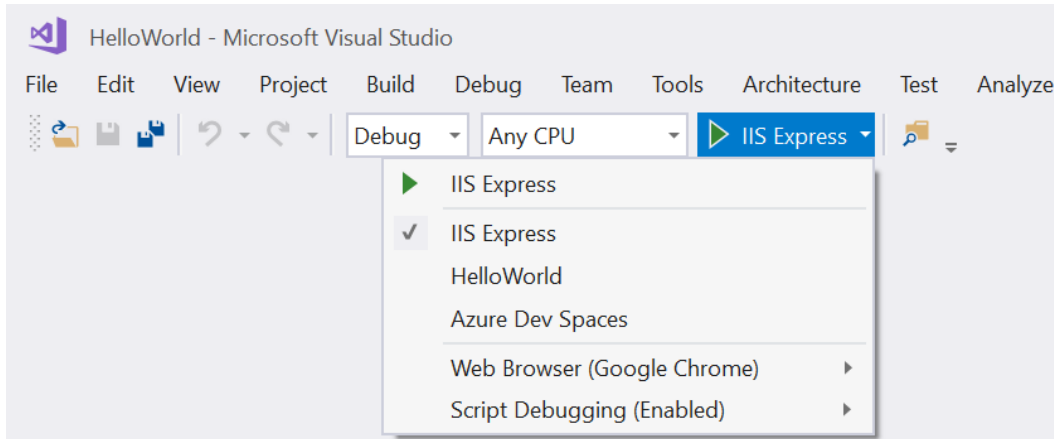 HelloWorld - Microsoft Visual Studio
File Edit View Project Build Debug Team Tools Architecture Test Analyze
Debug Any CPU IIS Express
IIS Express
IIS Express
HelloWorld
Azure Dev Spaces
Web Browser (Google Chrome)
Script Debugging (Enabled)